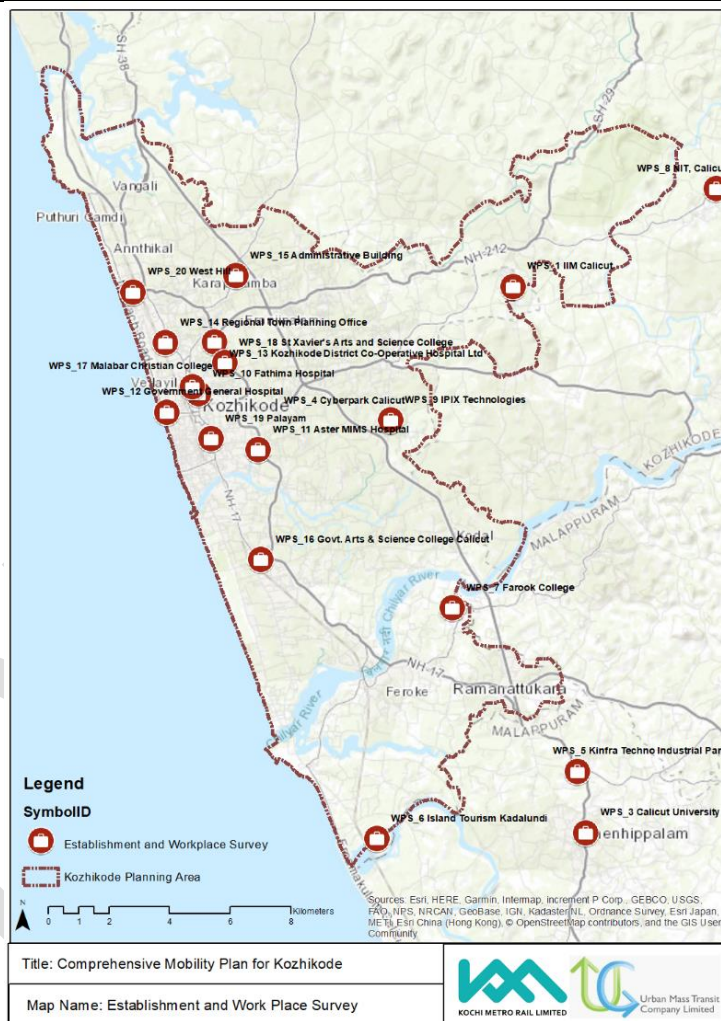 SH-38
SH-29
WPS_8 NIT, Calicu
Vangali
Puthuri Gamdi
Annthikal
WPS_15 Administrative Building
NH-212
WPS_1 IIM Calicut
WPS_20 West Hill
WPS_14 Regional Town Planning Office
WPS_18 St Xavier's Arts and Science College
WPS_13 Kozhikode District Co-Operative Hospital Ltd
WPS_17 Malabar Christian College
WPS_10 Fathima Hospital
WPS_12 Government General Hospital
Kozhikode
WPS_4 Cyberpark Calicut
WPS_9 IPIX Technologies
WPS_19 Palayam
WPS_11 Aster MIMS Hospital
KOZHIKODE
MALAPPURAM
NH-17
WPS_16 Govt. Arts & Science College Calicut
WPS_7 Farook College
Chilyar River
NH-17
Feroke
Ramanattukara
MALAPPURAM
Chilyar River
WPS_5 Kinfra Techno Industrial Par
WPS_3 Calicut University
enhippalam
WPS_6 Island Tourism Kadalundi
Legend
SymbolID
Establishment and Workplace Survey
Kozhikode Planning Area
N
0 1 2 4 6 8
Kilometers
Sources: Esri, HERE, Garmin, Intermap, increment P Corp., GEBCO, USGS,
FAO, NPS, NRCAN, GeoBase, IGN, Kadaster NL, Ordnance Survey, Esri Japan,
METI, Esri China (Hong Kong), © OpenStreetMap contributors, and the GIS User
Community
Title: Comprehensive Mobility Plan for Kozhikode
Map Name: Establishment and Work Place Survey
KOCHI METRO RAIL LIMITED
Urban Mass Transit
Company Limited